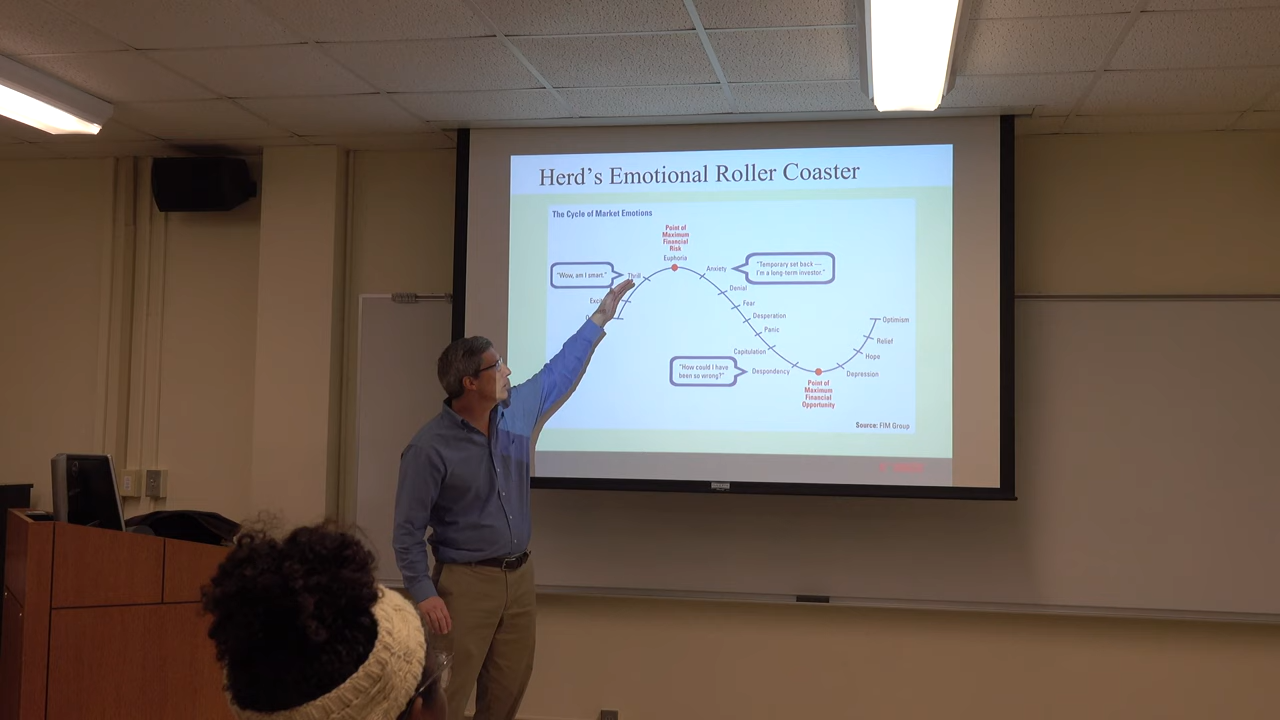 Herd's Emotional Roller Coaster
The Cycle of Market Emotions
Point of
Maximum
Financial
Risk
Euphoria
"Wow, am I smart."
Thrill
Anxiety
"Temporary set back —
I'm a long-term investor."
Denial
Fear
Desperation
Panic
Capitulation
"How could I have
been so wrong?"
Despondency
Point of
Maximum
Financial
Opportunity
Depression
Hope
Relief
Optimism
Source: FIM Group